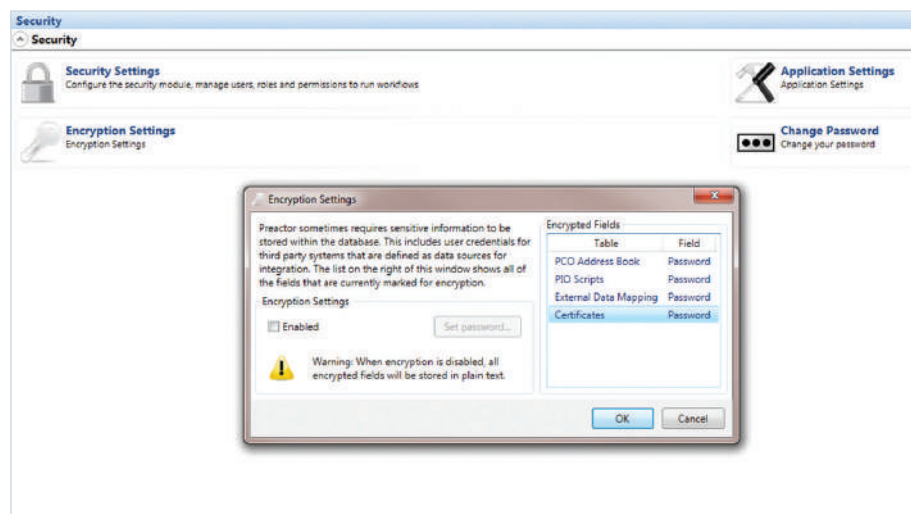 Security
Security
Security Settings
Configure the security module, manage users, roles and permissions to run workflows
Application Settings
Application Settings
Encryption Settings
Encryption Settings
Change Password
Change your password
Encryption Settings
Preactor sometimes requires sensitive information to be
stored within the database. This includes user credentials for
third party systems that are defined as data sources for
integration. The list on the right of this window shows all of
the fields that are currently marked for encryption.
Encryption Settings
Enabled
Set password...
Warning: When encryption is disabled, all
encrypted fields will be stored in plain text.
Encrypted Fields
Table Field
PCO Address Book Password
PIO Scripts Password
External Data Mapping Password
Certificates Password
OK Cancel